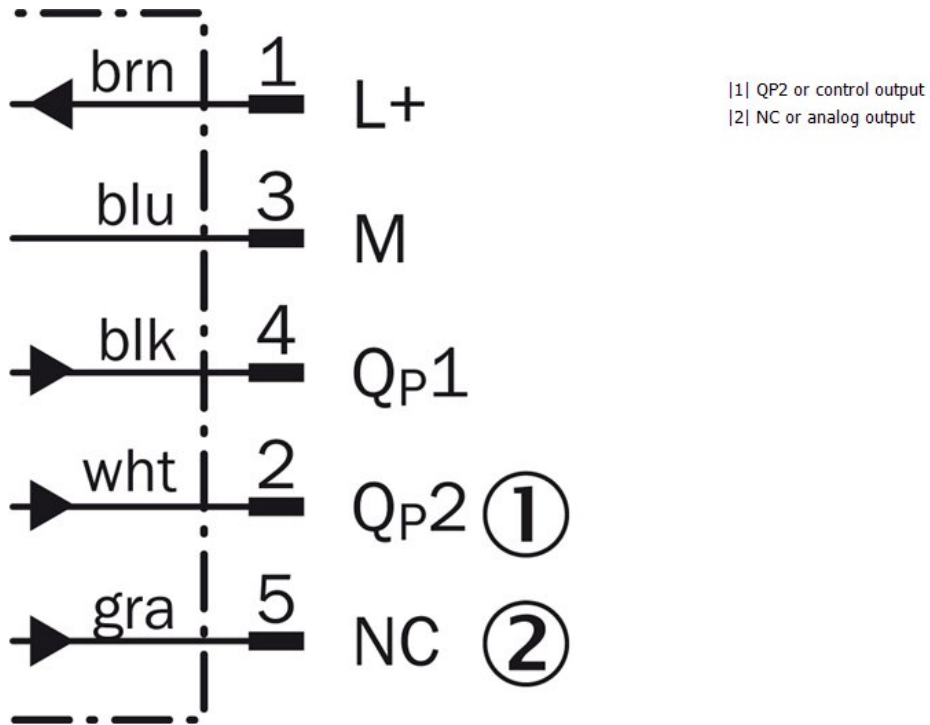 brn 1 L+
blu 3 M
blk 4 QP1
wht 2 QP2 ①
gra 5 NC ②
|1| QP2 or control output
|2| NC or analog output